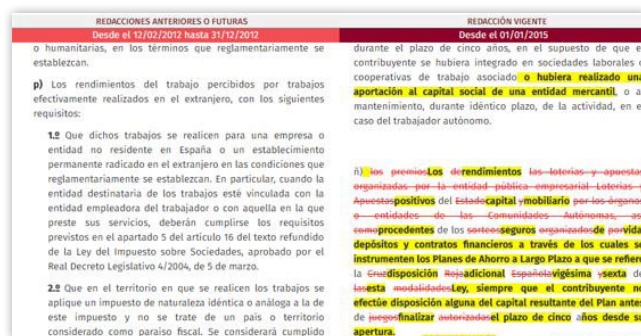 REDACCIONES ANTERIORES O FUTURAS
Desde el 12/02/2012 hasta 31/12/2012
o humanitarias, en los términos que reglamentariamente se
establezcan.
p) Los rendimientos del trabajo percibidos por trabajos
efectivamente realizados en el extranjero, con los siguientes
requisitos:
1.º Que dichos trabajos se realicen para una empresa o
entidad no residente en España o un establecimiento
permanente radicado en el extranjero en las condiciones que
reglamentariamente se establezcan. En particular, cuando la
entidad destinataria de los trabajos esté vinculada con la
entidad empleadora del trabajador o con aquella en la que
preste sus servicios, deberán cumplirse los requisitos
previstos en el apartado 5 del artículo 16 del texto refundido
de la Ley del Impuesto sobre Sociedades, aprobado por el
Real Decreto Legislativo 4/2004, de 5 de marzo.
2.º Que en el territorio en que se realicen los trabajos se
aplique un impuesto de naturaleza idéntica o análoga a la de
este impuesto y no se trate de un país o territorio
considerado como paraíso fiscal. Se considerará cumplido
REDACCIÓN VIGENTE
Desde el 01/01/2015
durante el plazo de cinco años, en el supuesto de que el
contribuyente se hubiera integrado en sociedades laborales o
cooperativas de trabajo asociado o hubiera realizado una
aportación al capital social de una entidad mercantil, o al
mantenimiento, durante idéntico plazo, de la actividad, en el
caso del trabajador autónomo.
ñ) los premiosLos derendimientos las loterías y apuestas
organizadas por la entidad pública empresarial Loterías y
Apuestaspositivos del Estadocapital ymobiliario por los órganos
o entidades de las Comunidades Autónomas, así
comoprocedentes de los sorteosseguros organizadosde porvida,
depósitos y contratos financieros a través de los cuales se
instrumenten los Planes de Ahorro a Largo Plazo a que se refiere
la Cruzdisposición Rojaadicional Españolavigésima ysexta de
lasesta modalidadesLey, siempre que el contribuyente no
efectúe disposición alguna del capital resultante del Plan antes
de juegosfinalizar autorizadasel plazo de cinco años desde su
apertura.